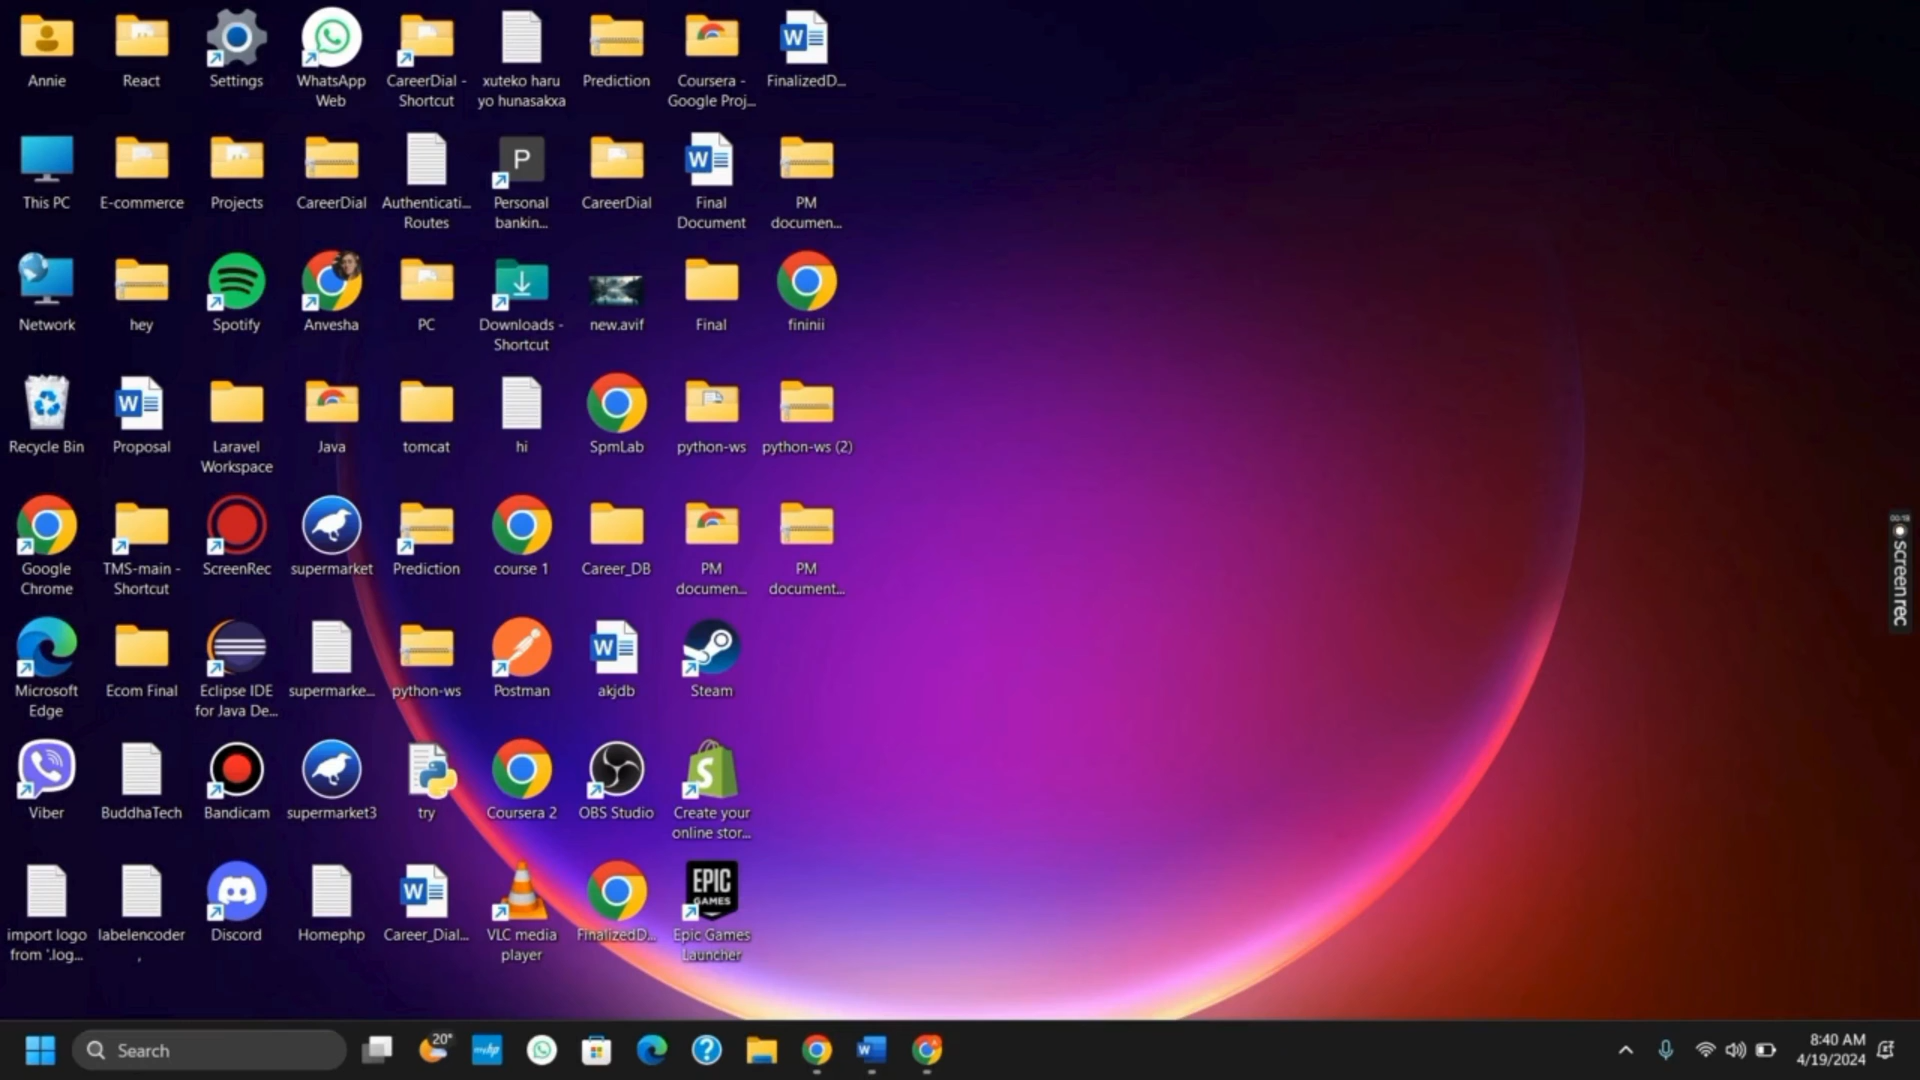 Annie
React
Settings
WhatsApp
Web
CareerDial -
Shortcut
xuteko haru
yo hunasakxa
Prediction
Coursera -
Google Proj...
FinalizedD...
This PC
E-commerce
Projects
CareerDial
Authenticati...
Routes
P
Personal
bankin...
CareerDial
Final
Document
PM
documen...
Network
hey
Spotify
Anvesha
PC
Downloads -
Shortcut
new.avif
Final
fininii
Recycle Bin
Proposal
Laravel
Workspace
Java
tomcat
hi
SpmLab
python-ws
python-ws (2)
Google
Chrome
TMS-main -
Shortcut
ScreenRec
supermarket
Prediction
course 1
Career_DB
PM
documen...
PM
document...
00:19
screenrec
Microsoft
Edge
Ecom Final
Eclipse IDE
for Java De...
supermarke...
python-ws
Postman
akjdb
Steam
Viber
BuddhaTech
Bandicam
supermarket3
try
Coursera 2
OBS Studio
Create your
online stor...
import logo
from '.log...
labelencoder
,
Discord
Homephp
Career_Dial...
VLC media
player
FinalizedD...
EPIC
GAMES
Epic Games
Launcher
Search
20°
myhp
8:40 AM
4/19/2024